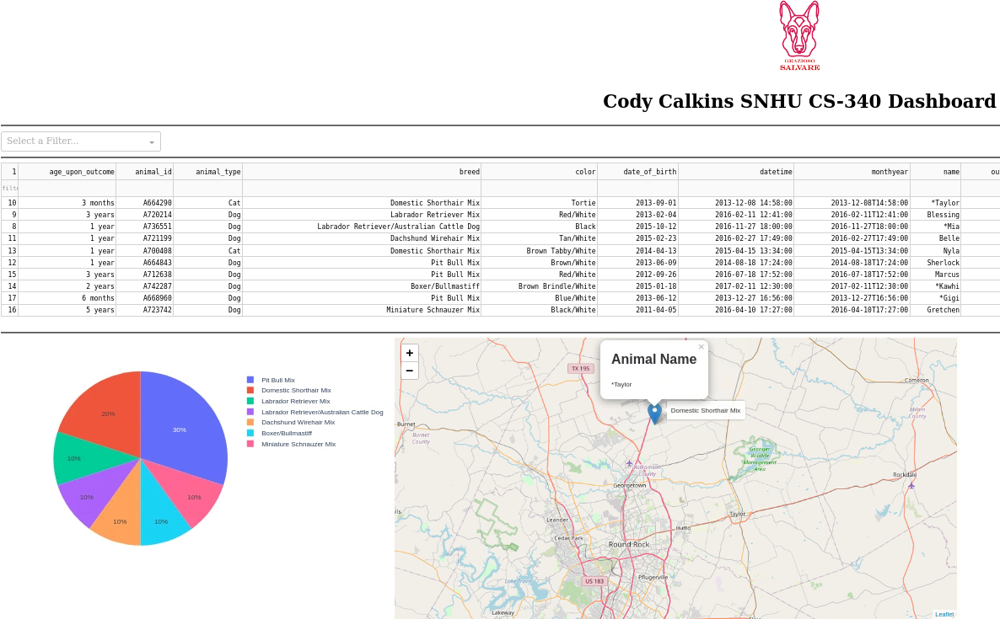 GRAZIOSO
SALVARE
Cody Calkins SNHU CS-340 Dashboard
Select a Filter...
1 age_upon_outcome animal_id animal_type breed color date_of_birth datetime monthyear name ou
filt
10 3 months A664290 Cat Domestic Shorthair Mix Tortie 2013-09-01 2013-12-08 14:58:00 2013-12-08T14:58:00 *Taylor
9 3 years A720214 Dog Labrador Retriever Mix Red/White 2013-02-04 2016-02-11 12:41:00 2016-02-11T12:41:00 Blessing
8 1 year A736551 Dog Labrador Retriever/Australian Cattle Dog Black 2015-10-12 2016-11-27 18:00:00 2016-11-27T18:00:00 *Mia
11 1 year A721199 Dog Dachshund Wirehair Mix Tan/White 2015-02-23 2016-02-27 17:49:00 2016-02-27T17:49:00 Belle
13 1 year A700408 Cat Domestic Shorthair Mix Brown Tabby/White 2014-04-13 2015-04-15 13:34:00 2015-04-15T13:34:00 Nyla
12 1 year A664843 Dog Pit Bull Mix Brown/White 2013-06-09 2014-08-18 17:24:00 2014-08-18T17:24:00 Sherlock
15 3 years A712638 Dog Pit Bull Mix Red/White 2012-09-26 2016-07-18 17:52:00 2016-07-18T17:52:00 Marcus
14 2 years A742287 Dog Boxer/Bullmastiff Brown Brindle/White 2015-01-18 2017-02-11 12:30:00 2017-02-11T12:30:00 *Kawhi
17 6 months A668960 Dog Pit Bull Mix Blue/White 2013-06-12 2013-12-27 16:56:00 2013-12-27T16:56:00 *Gigi
16 5 years A723742 Dog Miniature Schnauzer Mix Black/White 2011-04-05 2016-04-10 17:27:00 2016-04-10T17:27:00 Gretchen
30%
20%
10%
10%
10%
10%
10%
Pit Bull Mix
Domestic Shorthair Mix
Labrador Retriever Mix
Labrador Retriever/Australian Cattle Dog
Dachshund Wirehair Mix
Boxer/Bullmastiff
Miniature Schnauzer Mix
+
−
×
Animal Name
*Taylor
Domestic Shorthair Mix
TX 195
Cameron
Milam
County
Burnet
Burnet
County
Granger
Wildlife
Management
Area
Williamson
County
Georgetown
Rockdale
Leander
Taylor
Hutto
Cedar Park
Round Rock
lls
Pflugerville
Lake Travis
US 183
Lakeway
Leaflet